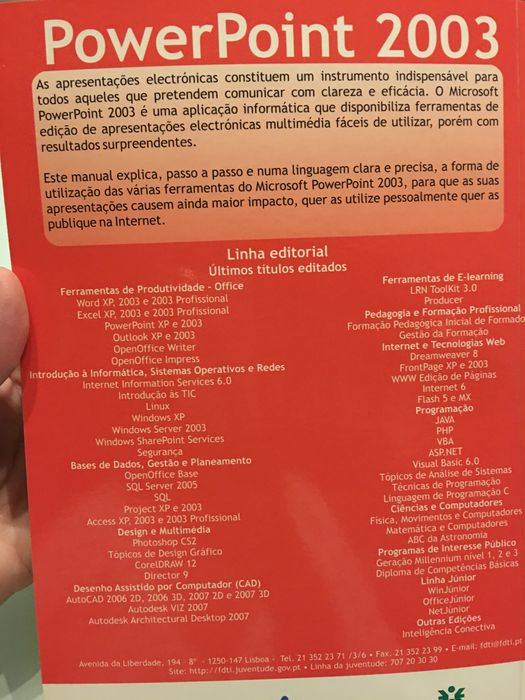 PowerPoint 2003
As apresentações electrónicas constituem um instrumento indispensável para
todos aqueles que pretendem comunicar com clareza e eficácia. O Microsoft
PowerPoint 2003 é uma aplicação informática que disponibiliza ferramentas de
edição de apresentações electrónicas multimédia fáceis de utilizar, porém com
resultados surpreendentes.
Este manual explica, passo a passo e numa linguagem clara e precisa, a forma de
utilização das várias ferramentas do Microsoft PowerPoint 2003, para que as suas
apresentações causem ainda maior impacto, quer as utilize pessoalmente quer as
publique na Internet.
Linha editorial
Últimos títulos editados
Ferramentas de Produtividade - Office
Word XP, 2003 e 2003 Profissional
Excel XP, 2003 e 2003 Profissional
PowerPoint XP e 2003
Outlook XP e 2003
OpenOffice Writer
OpenOffice Impress
Introdução à Informática, Sistemas Operativos e Redes
Internet Information Services 6.0
Introdução às TIC
Linux
Windows XP
Windows Server 2003
Windows SharePoint Services
Segurança
Bases de Dados, Gestão e Planeamento
OpenOffice Base
SQL Server 2005
SQL
Project XP e 2003
Access XP, 2003 e 2003 Profissional
Design e Multimédia
Photoshop CS2
Tópicos de Design Gráfico
CorelDRAW 12
Director 9
Desenho Assistido por Computador (CAD)
AutoCAD 2006 2D, 2006 3D, 2007 2D e 2007 3D
Autodesk VIZ 2007
Autodesk Architectural Desktop 2007
Ferramentas de E-learning
LRN ToolKit 3.0
Producer
Pedagogia e Formação Profissional
Formação Pedagógica Inicial de Formado
Gestão da Formação
Internet e Tecnologias Web
Dreamweaver 8
FrontPage XP e 2003
WWW Edição de Páginas
Internet 6
Flash 5 e MX
Programação
JAVA
PHP
VBA
ASP.NET
Visual Basic 6.0
Tópicos de Análise de Sistemas
Técnicas de Programação
Linguagem de Programação C
Ciências e Computadores
Física, Movimentos e Computadores
Matemática e Computadores
ABC da Astronomia
Programas de Interesse Público
Geração Millennium nível 1, 2 e 3
Diploma de Competências Básicas
Linha Júnior
WinJúnior
OfficeJúnior
NetJúnior
Outras Edições
Inteligência Conectiva
Avenida da Liberdade, 194 - 8º - 1250-147 Lisboa - Tel. 21 352 23 71 /3/6 • Fax. 21 352 23 99 • E-mail: fdti@fdti.pt
Site: http://fdti.juventude.gov.pt • Linha da juventude: 707 20 30 30